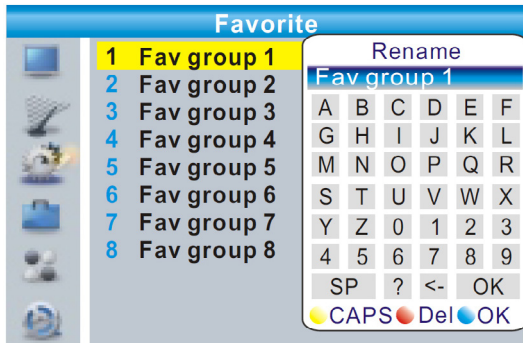 Favorite
1 Fav group 1
2 Fav group 2
3 Fav group 3
4 Fav group 4
5 Fav group 5
6 Fav group 6
7 Fav group 7
8 Fav group 8
Rename
Fav group 1
A B C D E F
G H I J K L
M N O P Q R
S T U V W X
Y Z 0 1 2 3
4 5 6 7 8 9
SP ? <- OK
CAPS Del OK